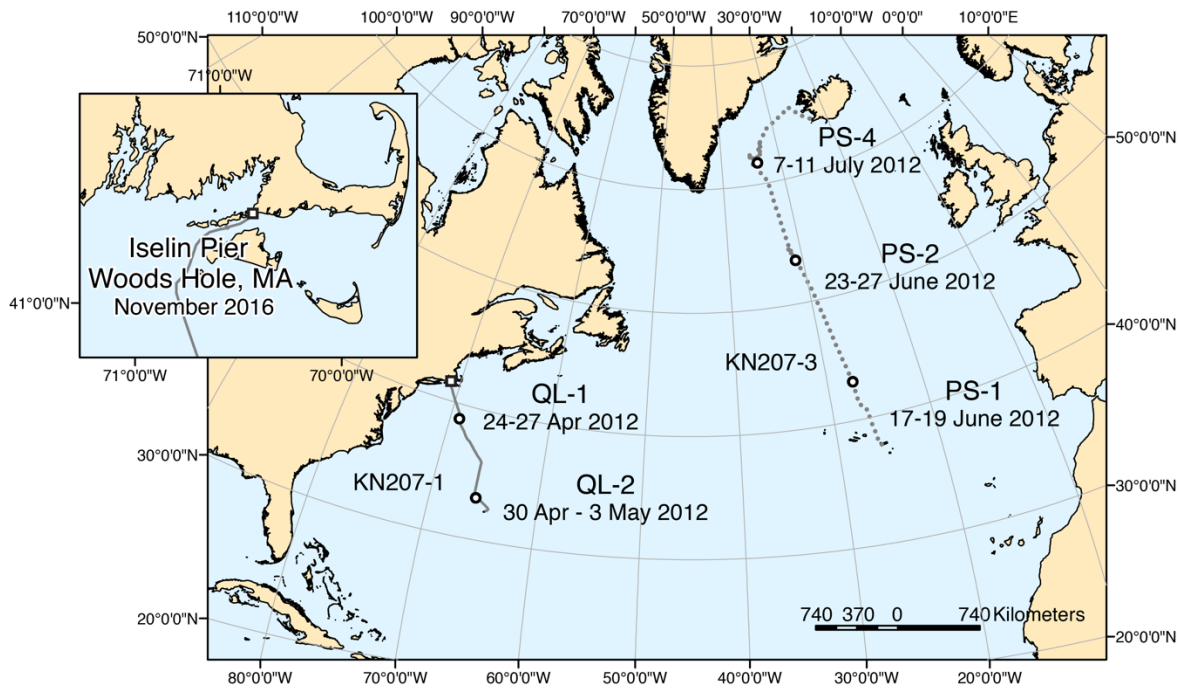 110°0'0"W 100°0'0"W 90°0'0"W 70°0'0"W 50°0'0"W 30°0'0"W 10°0'0"W 0°0'0" 10°0'0"E
50°0'0"N
71°0'0"W
50°0'0"N
PS-4
7-11 July 2012
Iselin Pier
Woods Hole, MA
November 2016
PS-2
23-27 June 2012
41°0'0"N
40°0'0"N
KN207-3
71°0'0"W 70°0'0"W
PS-1
17-19 June 2012
QL-1
24-27 Apr 2012
30°0'0"N
KN207-1
QL-2
30 Apr - 3 May 2012
30°0'0"N
740 370 0 740 Kilometers
20°0'0"N
20°0'0"N
80°0'0"W 70°0'0"W 60°0'0"W 50°0'0"W 40°0'0"W 30°0'0"W 20°0'0"W